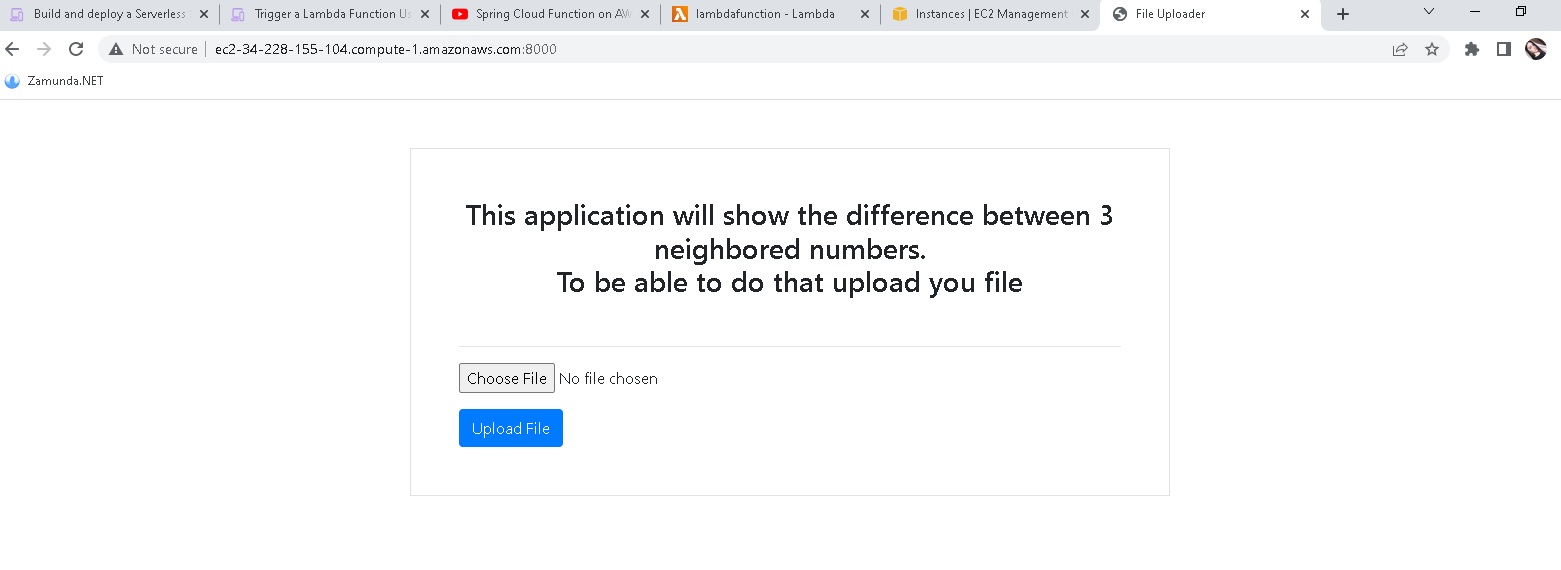 Build and deploy a Serverless
Trigger a Lambda Function Us
Spring Cloud Function on AW
lambdafunction - Lambda
Instances | EC2 Management
File Uploader
Not secure
ec2-34-228-155-104.compute-1.amazonaws.com:8000
Zamunda.NET
This application will show the difference between 3
neighbored numbers.
To be able to do that upload you file
Choose File No file chosen
Upload File